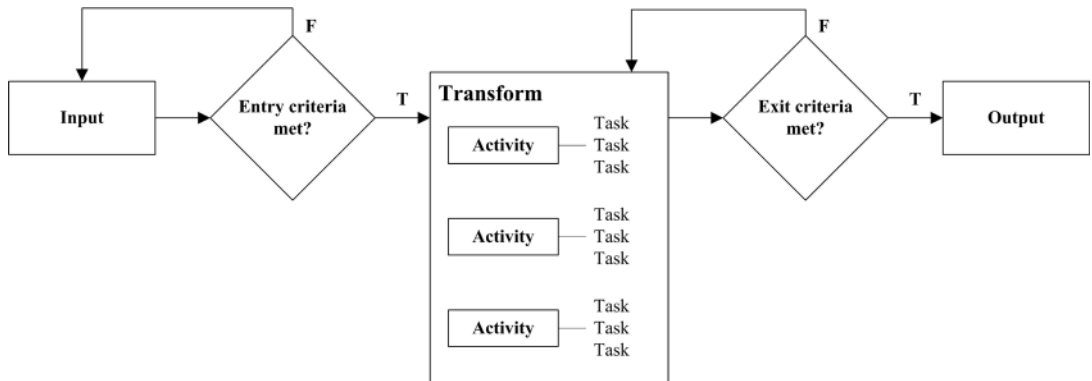 F
Input
Entry criteria
met?
T
Transform
Activity
Task
Task
Task
Activity
Task
Task
Task
Activity
Task
Task
Task
F
Exit criteria
met?
T
Output